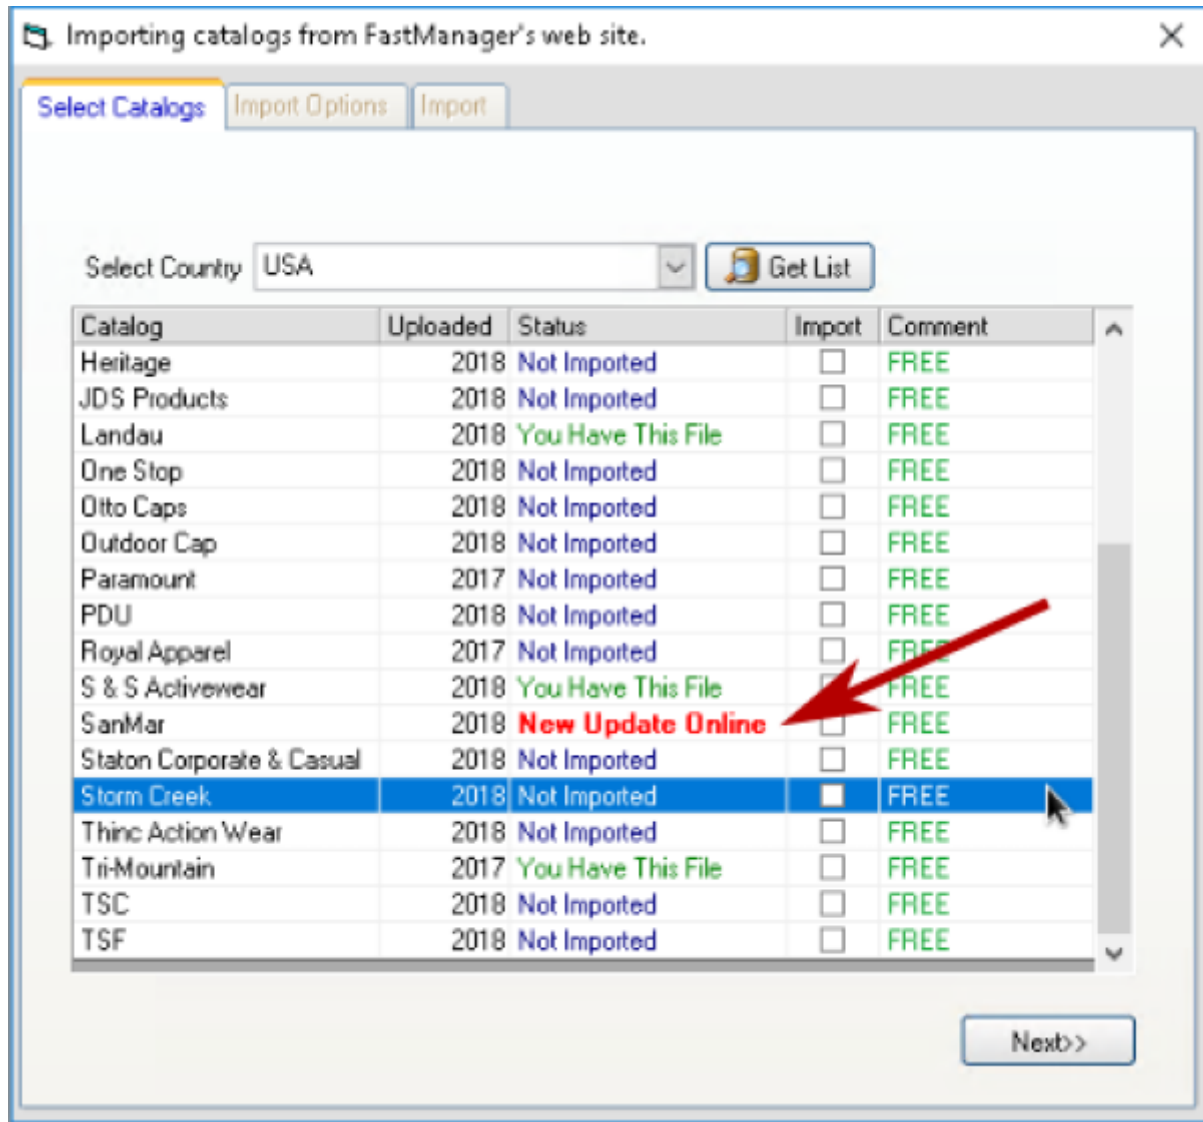 Importing catalogs from FastManager's web site.
Select Catalogs Import Options Import
Select Country USA Get List
Catalog Uploaded Status Import Comment
Heritage 2018 Not Imported FREE
JDS Products 2018 Not Imported FREE
Landau 2018 You Have This File FREE
One Stop 2018 Not Imported FREE
Otto Caps 2018 Not Imported FREE
Outdoor Cap 2018 Not Imported FREE
Paramount 2017 Not Imported FREE
PDU 2018 Not Imported FREE
Royal Apparel 2017 Not Imported FREE
S & S Activewear 2018 You Have This File FREE
SanMar 2018 New Update Online FREE
Staton Corporate & Casual 2018 Not Imported FREE
Storm Creek 2018 Not Imported FREE
Thinc Action Wear 2018 Not Imported FREE
Tri-Mountain 2017 You Have This File FREE
TSC 2018 Not Imported FREE
TSF 2018 Not Imported FREE
Next>>